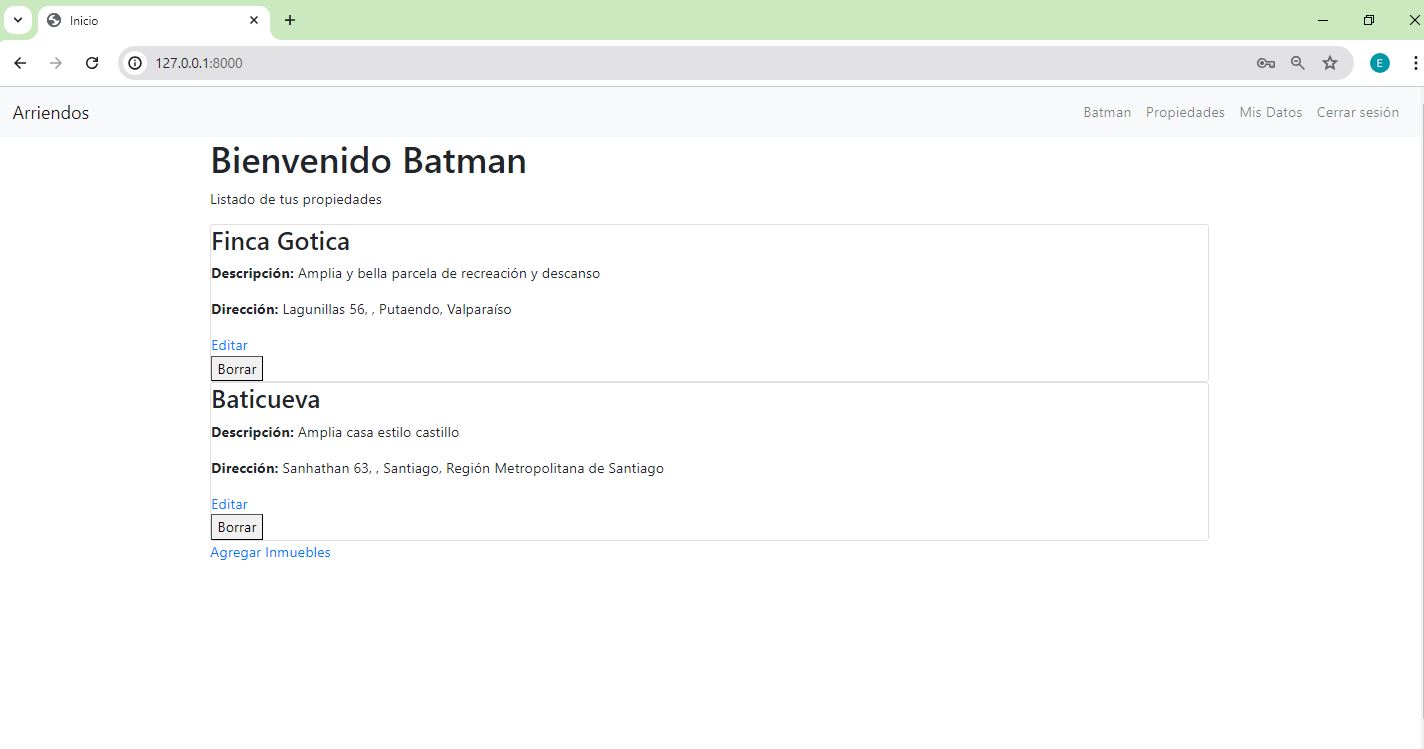 Inicio
127.0.0.1:8000
E
Arriendos
Batman Propiedades Mis Datos Cerrar sesión
Bienvenido Batman
Listado de tus propiedades
Finca Gotica
Descripción: Amplia y bella parcela de recreación y descanso
Dirección: Lagunillas 56, , Putaendo, Valparaíso
Editar
Borrar
Baticueva
Descripción: Amplia casa estilo castillo
Dirección: Sanhathan 63, , Santiago, Región Metropolitana de Santiago
Editar
Borrar
Agregar Inmuebles